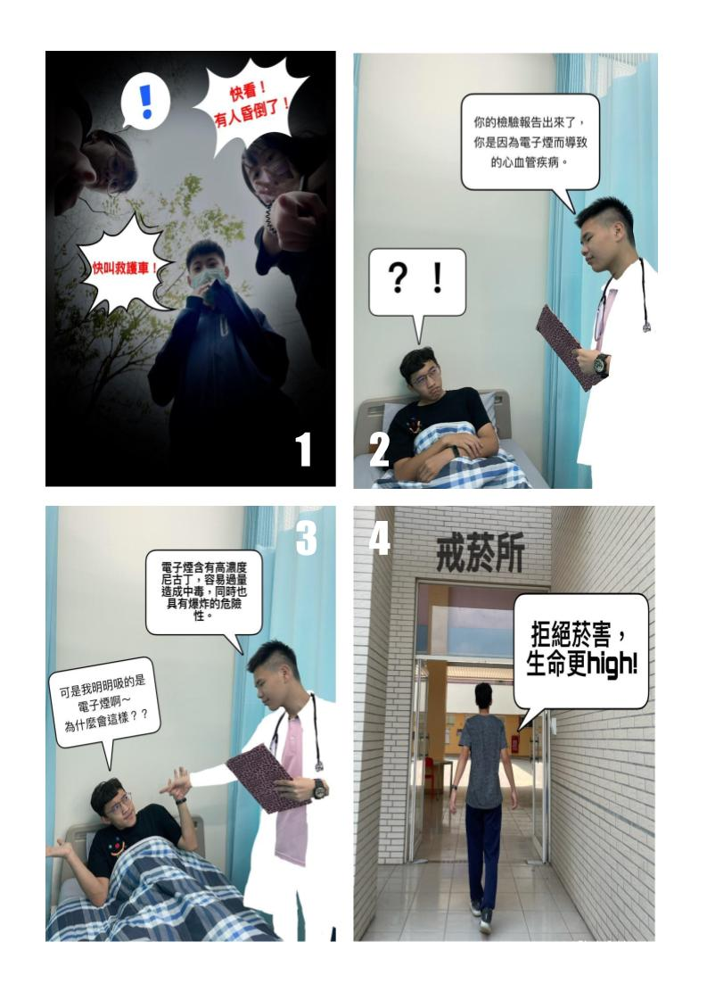 !
快看！
有人昏倒了！
快叫救護車！
1
你的檢驗報告出來了，
你是因為電子煙而導致
的心血管疾病。
？！
2
3
電子煙含有高濃度
尼古丁，容易過量
造成中毒，同時也
具有爆炸的危險
性。
可是我明明吸的是
電子煙啊～
為什麼會這樣？？
4
戒菸所
拒絕菸害，
生命更high!